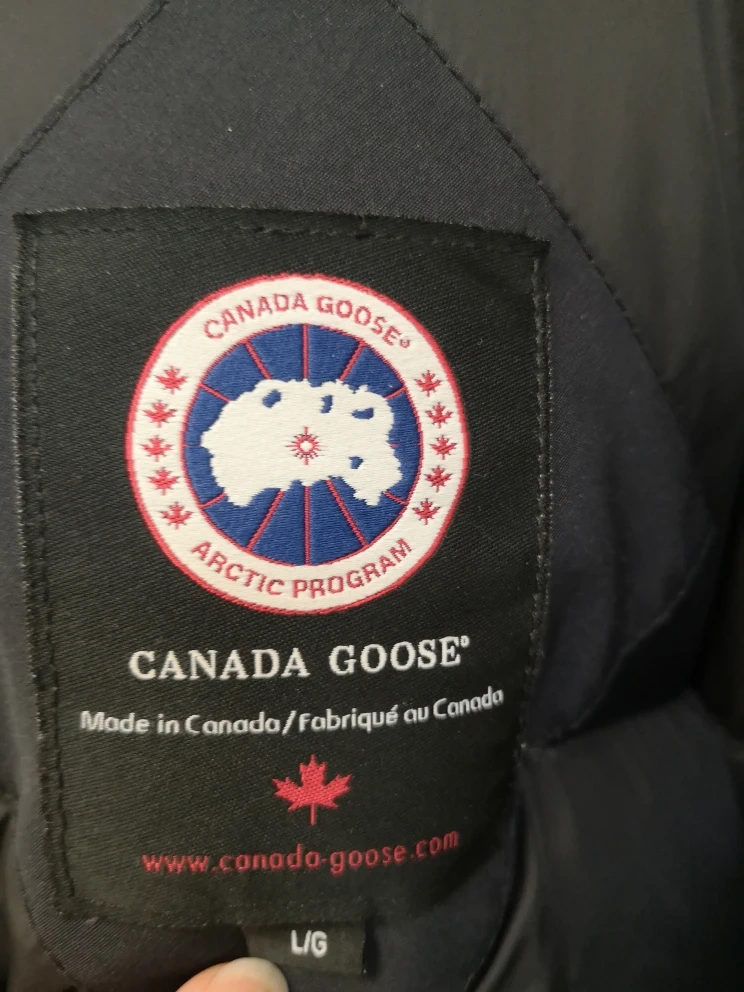 CANADA GOOSE®
ARCTIC PROGRAM
CANADA GOOSE®
Made in Canada/Fabriqué au Canada
www.canada-goose.com
L/G